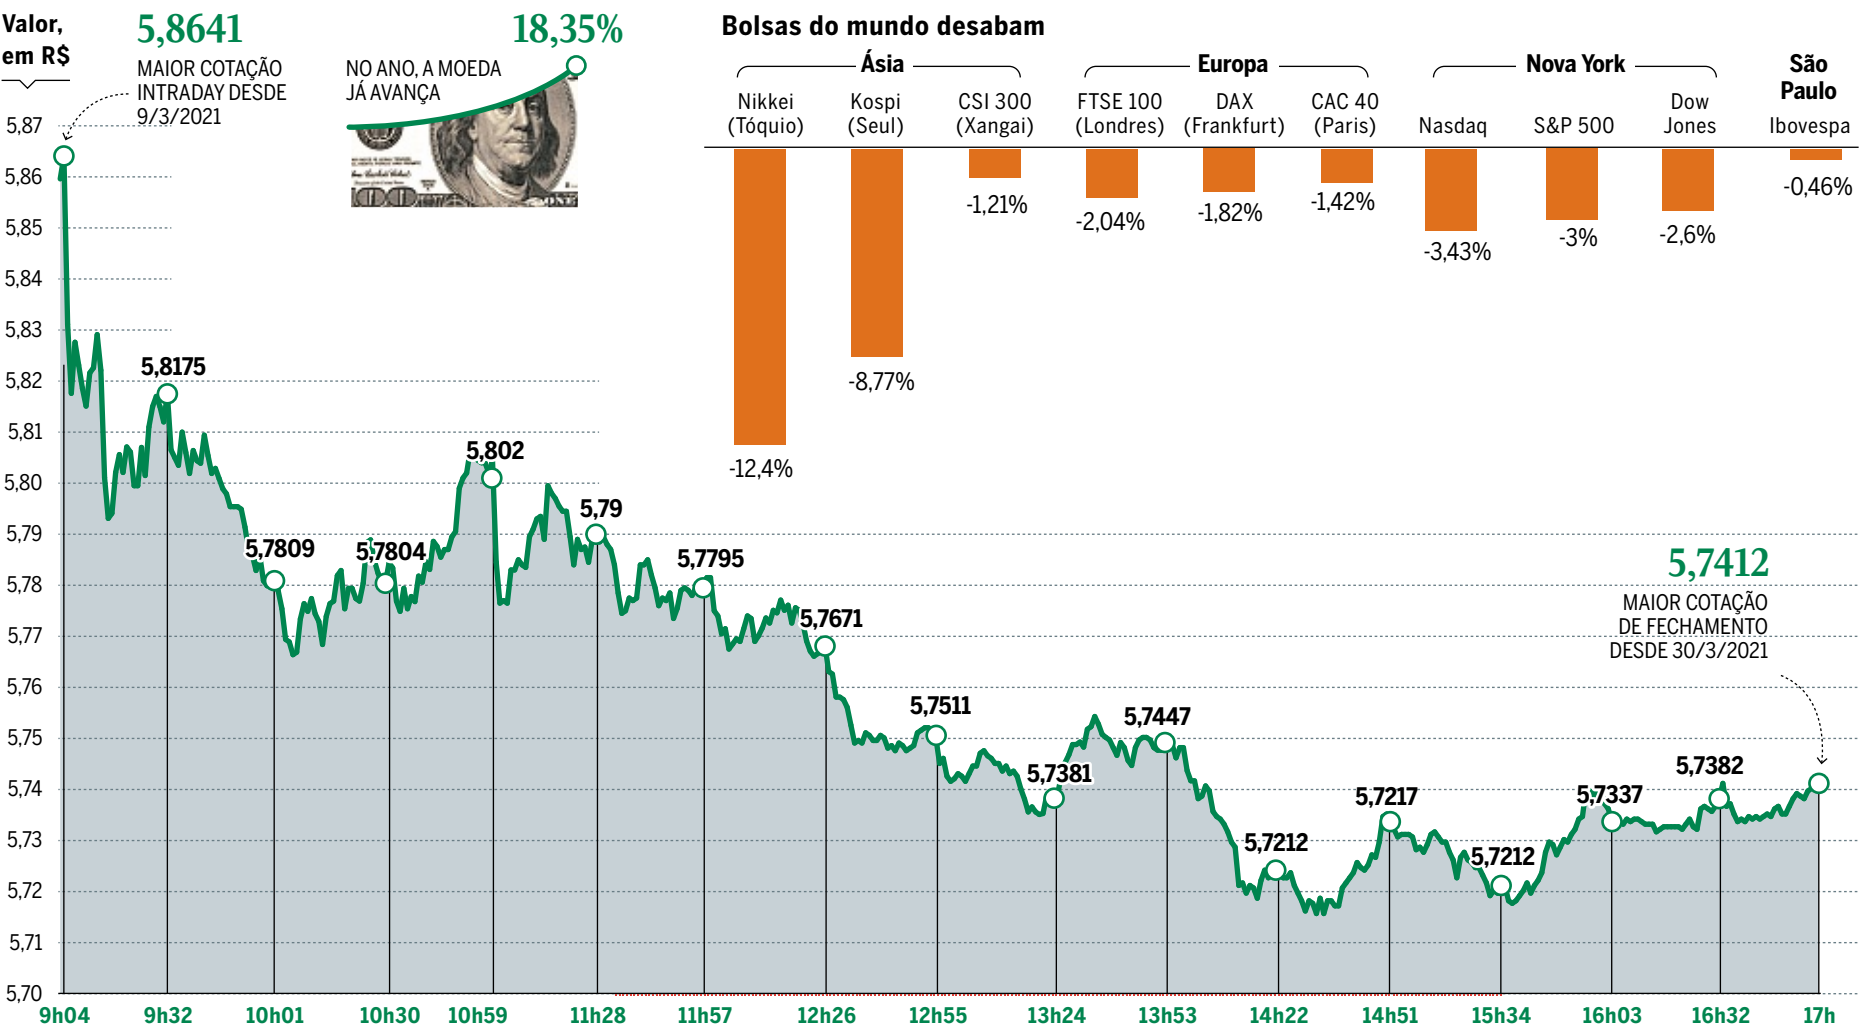 Valor,
em R$
5,8641
MAIOR COTAÇÃO
INTRADAY DESDE
9/3/2021
18,35%
NO ANO, A MOEDA
JÁ AVANÇA
Bolsas do mundo desabam
Ásia
Europa
Nova York
São
Paulo
Nikkei
(Tóquio)
Kospi
(Seul)
CSI 300
(Xangai)
FTSE 100
(Londres)
DAX
(Frankfurt)
CAC 40
(Paris)
Nasdaq
S&P 500
Dow
Jones
Ibovespa
-12,4%
-8,77%
-1,21%
-2,04%
-1,82%
-1,42%
-3,43%
-3%
-2,6%
-0,46%
5,87
5,86
5,85
5,84
5,83
5,82
5,81
5,80
5,79
5,78
5,77
5,76
5,75
5,74
5,73
5,72
5,71
5,70
5,8175
5,7809
5,7804
5,802
5,79
5,7795
5,7671
5,7511
5,7381
5,7447
5,7212
5,7217
5,7212
5,7337
5,7382
5,7412
MAIOR COTAÇÃO
DE FECHAMENTO
DESDE 30/3/2021
9h04
9h32
10h01
10h30
10h59
11h28
11h57
12h26
12h55
13h24
13h53
14h22
14h51
15h34
16h03
16h32
17h